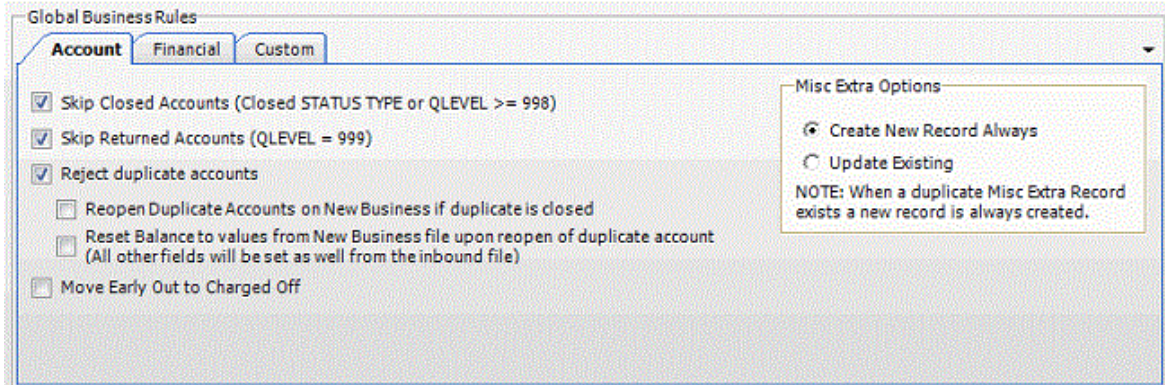 Global Business Rules
Account Financial Custom
Skip Closed Accounts (Closed STATUS TYPE or QLEVEL >= 998)
Skip Returned Accounts (QLEVEL = 999)
Reject duplicate accounts
Reopen Duplicate Accounts on New Business if duplicate is closed
Reset Balance to values from New Business file upon reopen of duplicate account
(All other fields will be set as well from the inbound file)
Move Early Out to Charged Off
Misc Extra Options
Create New Record Always
Update Existing
NOTE: When a duplicate Misc Extra Record
exists a new record is always created.